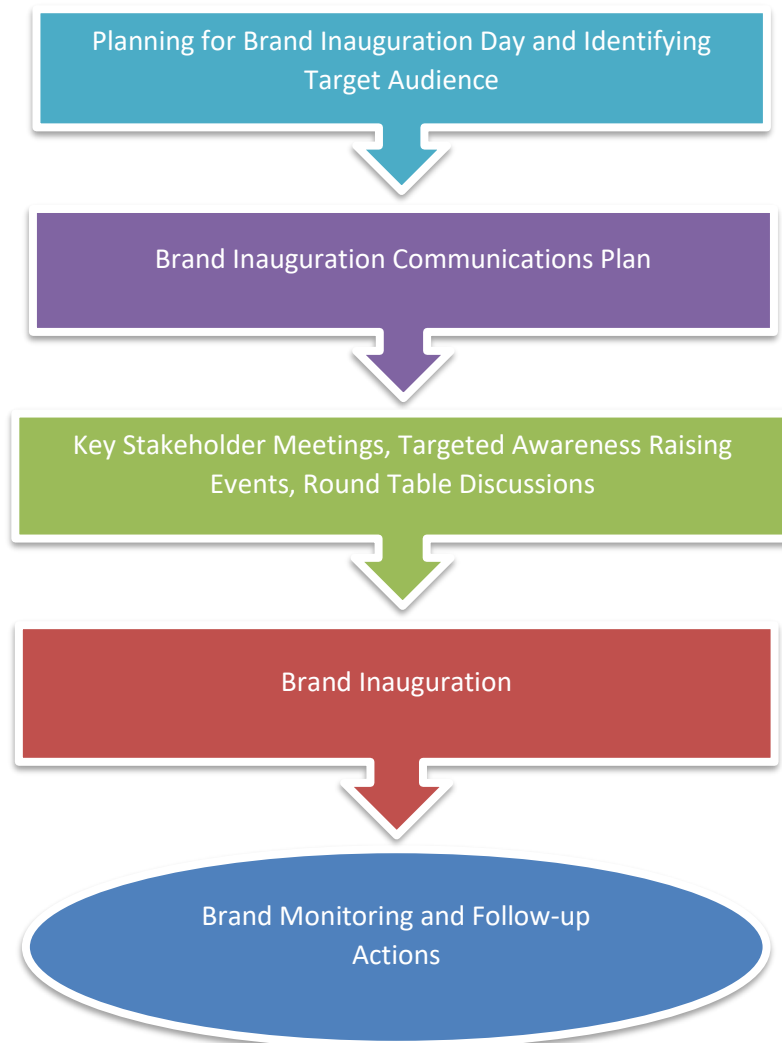 Planning for Brand Inauguration Day and Identifying
Target Audience
Brand Inauguration Communications Plan
Key Stakeholder Meetings, Targeted Awareness Raising
Events, Round Table Discussions
Brand Inauguration
Brand Monitoring and Follow-up
Actions